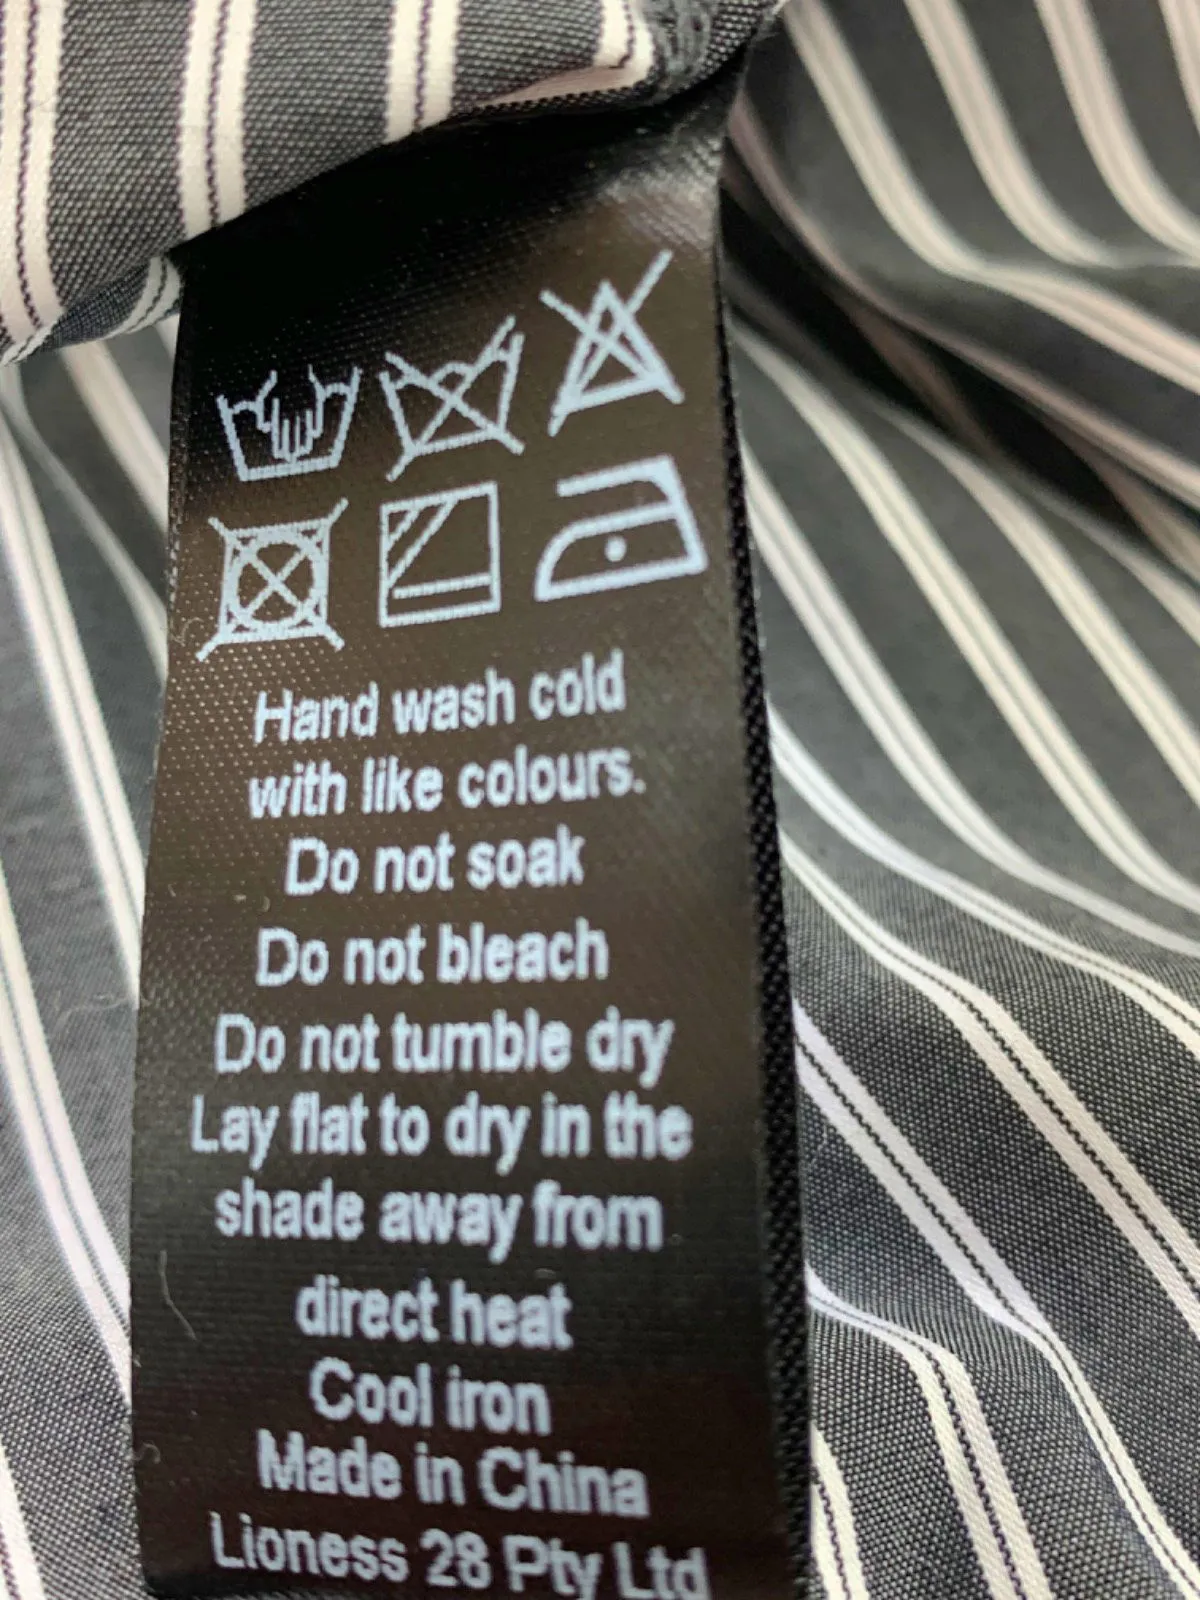 Hand wash cold
with like colours.
Do not soak
Do not bleach
Do not tumble dry
Lay flat to dry in the
shade away from
direct heat
Cool iron
Made in China
Lioness 28 Pty Ltd